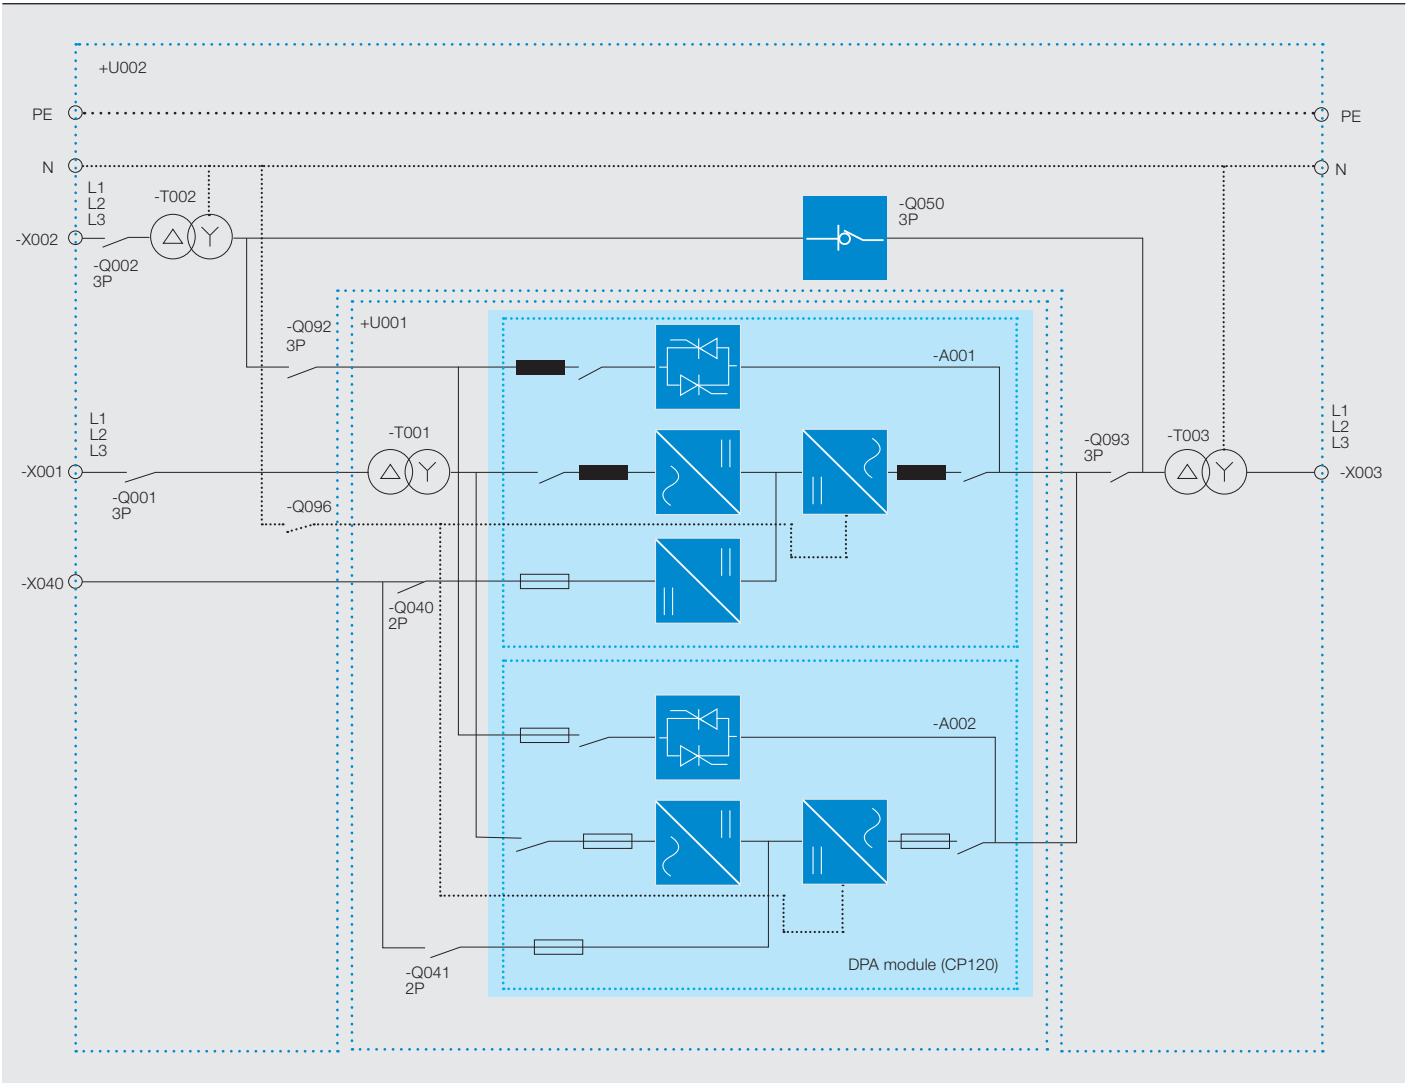 +U002
PE
PE
N
N
L1
L2
L3
-T002
-X002
-Q002
3P
-Q050
3P
-Q092
3P
+U001
-A001
L1
L2
L3
-T001
-X001
-Q001
3P
-Q096
-Q093
3P
-T003
L1
L2
L3
-X003
-X040
-Q040
2P
-A002
-Q041
2P
DPA module (CP120)